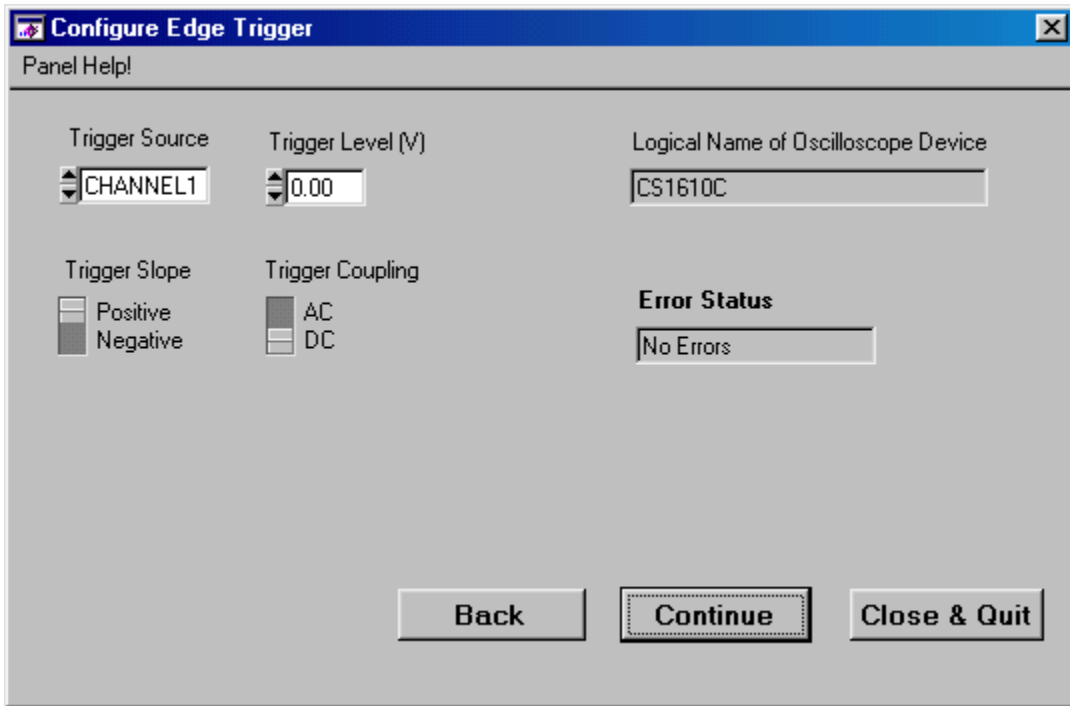 Configure Edge Trigger
Panel Help!
Trigger Source
Trigger Level (V)
Logical Name of Oscilloscope Device
CHANNEL1
0.00
CS1610C
Trigger Slope
Trigger Coupling
Positive
Negative
AC
DC
Error Status
No Errors
Back
Continue
Close & Quit